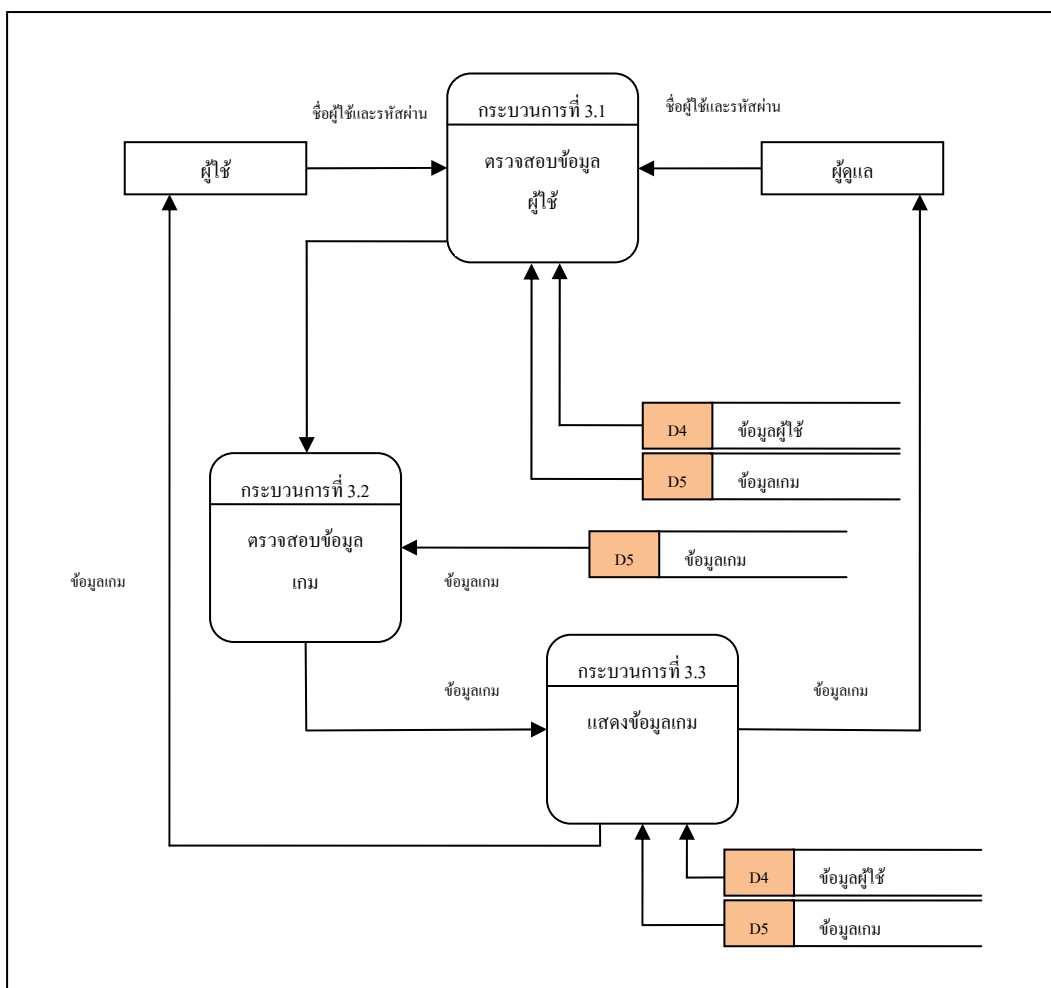 กระบวนการที่ 3.1
ชื่อผู้ใช้และรหัสผ่าน
ชื่อผู้ใช้และรหัสผ่าน
ผู้ใช้
ตรวจสอบข้อมูล
ผู้ใช้
ผู้ดูแล
D4
ข้อมูลผู้ใช้
D5
ข้อมูลเกม
กระบวนการที่ 3.2
ตรวจสอบข้อมูล
เกม
D5
ข้อมูลเกม
ข้อมูลเกม
ข้อมูลเกม
กระบวนการที่ 3.3
แสดงข้อมูลเกม
ข้อมูลเกม
ข้อมูลเกม
D4
ข้อมูลผู้ใช้
D5
ข้อมูลเกม